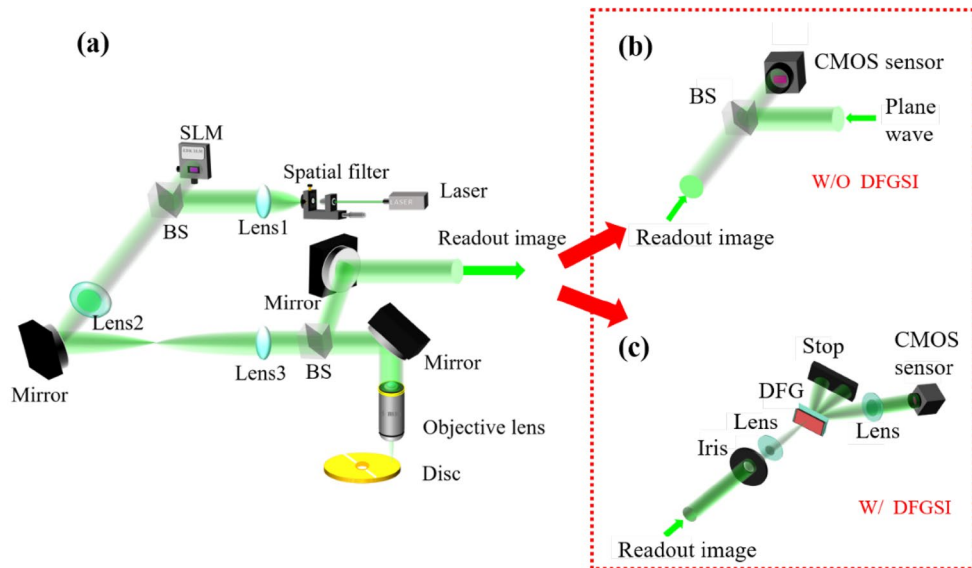 (a)
SLM
Spatial filter
Laser
LASER
BS
Lens1
Readout image
Mirror
Lens2
Mirror
Lens3
BS
Mirror
Objective lens
Disc
(b)
CMOS sensor
BS
Plane
wave
W/O DFGSI
Readout image
(c)
CMOS
sensor
Stop
DFG
Lens
Lens
Iris
W/ DFGSI
Readout image